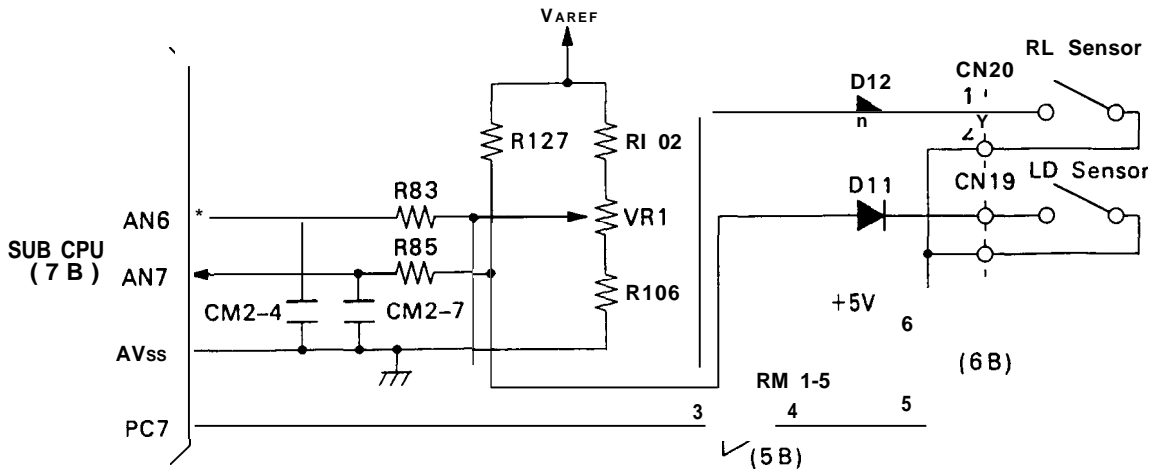 VAREF
RL Sensor
D12
CN20
1
Y
n
2
R127
RI 02
LD Sensor
R83
D11
CN19
AN6
*
VR1
SUB CPU
(7B)
R85
AN7
R106
CM2-4
CM2-7
+5V
6
AVss
(6B)
RM 1-5
3
4
5
PC7
(5B)